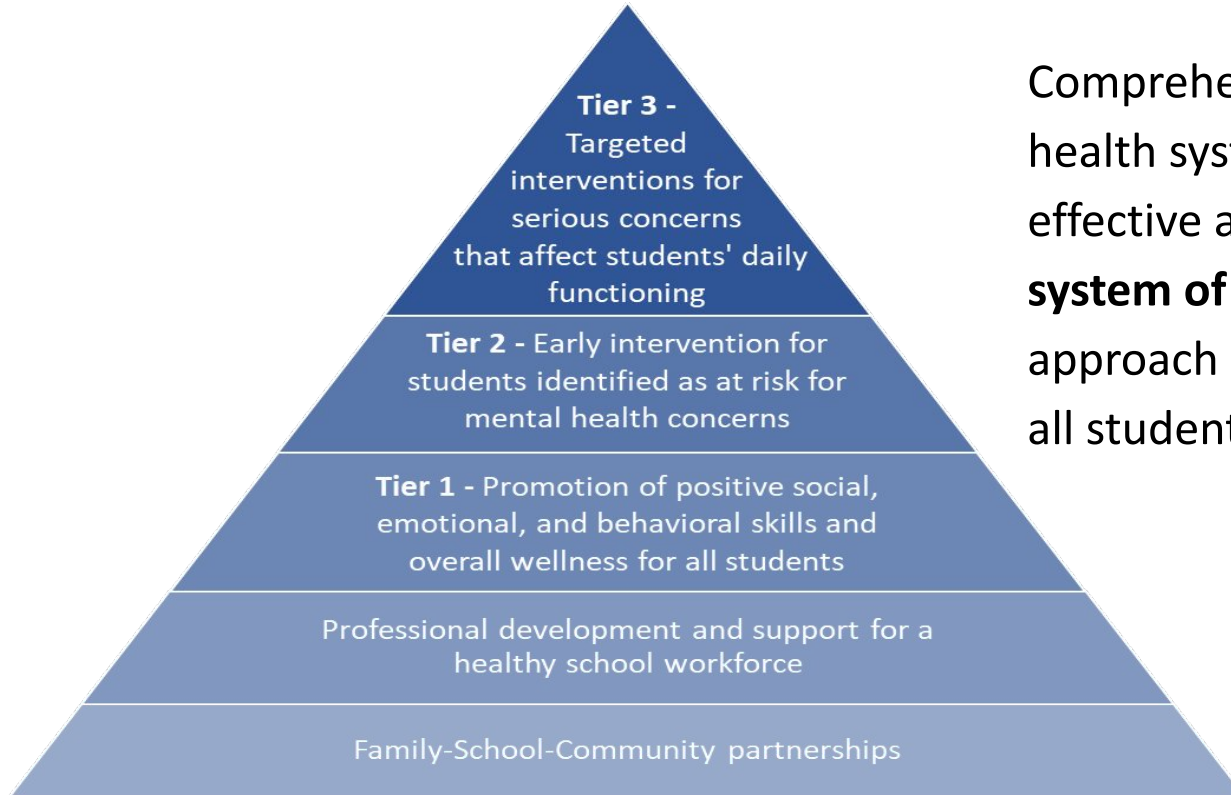 Tier 3 -
Targeted
interventions for
serious concerns
that affect students' daily
functioning
Tier 2 - Early intervention for
students identified as at risk for
mental health concerns
Tier 1 - Promotion of positive social,
emotional, and behavioral skills and
overall wellness for all students
Professional development and support for a
healthy school workforce
Family-School-Community partnerships
health
effective
system of
approach
all